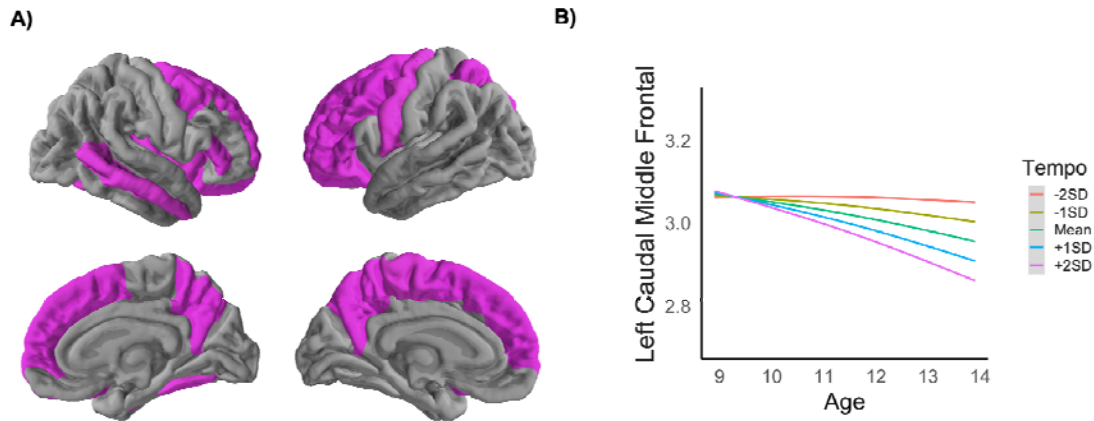 A)
B)
Left Caudal Middle Frontal
3.2
3.0
2.8
9 10 11 12 13 14
Age
Tempo
-2SD
-1SD
Mean
+1SD
+2SD